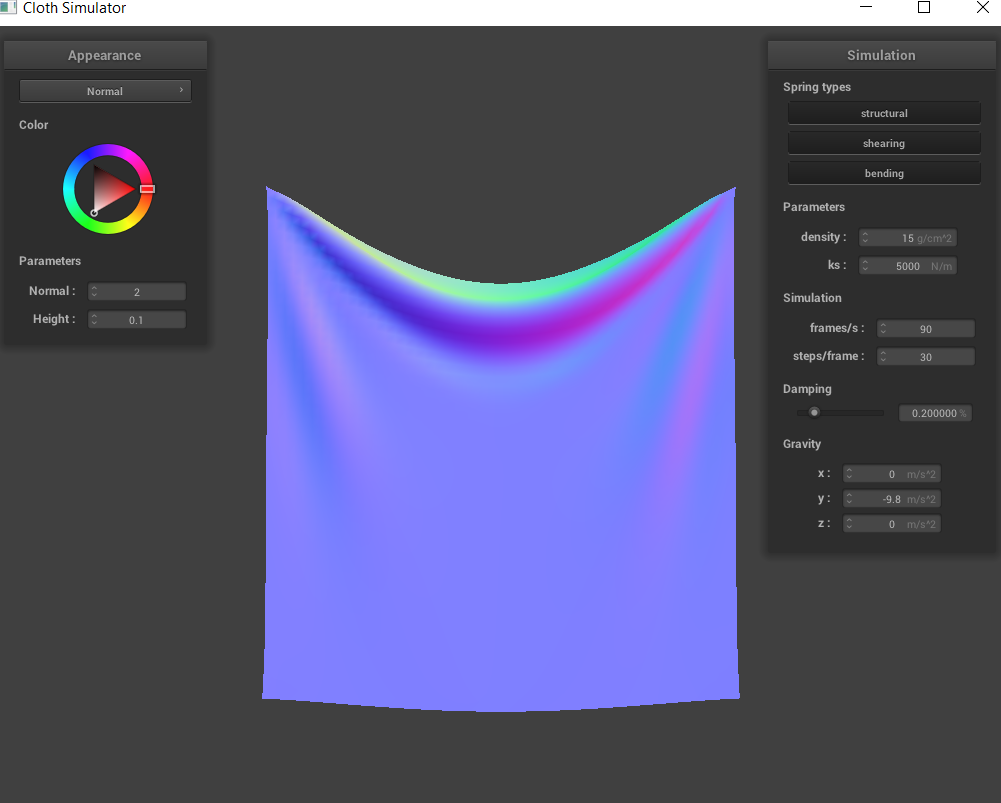 Cloth Simulator
Appearance
Normal
Color
Parameters
Normal : 2
Height : 0.1
Simulation
Spring types
structural
shearing
bending
Parameters
density : 15 g/cm^2
ks : 5000 N/m
Simulation
frames/s : 90
steps/frame : 30
Damping
0.200000 %
Gravity
x : 0 m/s^2
y : -9.8 m/s^2
z : 0 m/s^2